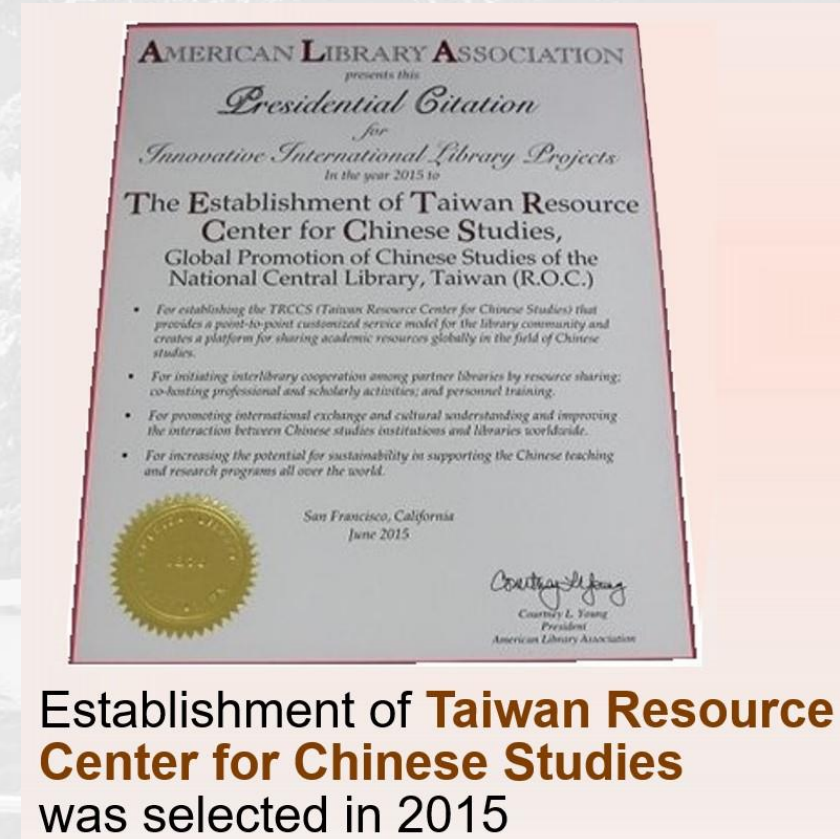 AMERICAN LIBRARY ASSOCIATION
presents this
Presidential Citation
for
Innovative International Library Projects
In the year 2015 to
The Establishment of Taiwan Resource
Center for Chinese Studies,
Global Promotion of Chinese Studies of the
National Central Library, Taiwan (R.O.C.)
• For establishing the TRCCS (Taiwan Resource Center for Chinese Studies) that
provides a point-to-point customized service model for the library community and
creates a platform for sharing academic resources globally in the field of Chinese
studies.
• For initiating interlibrary cooperation among partner libraries by resource sharing;
co-hosting professional and scholarly activities; and personnel training.
• For promoting international exchange and cultural understanding and improving
the interaction between Chinese studies institutions and libraries worldwide.
• For increasing the potential for sustainability in supporting the Chinese teaching
and research programs all over the world.
San Francisco, California
June 2015
Courtney L. Young
Courtney L. Young
President
American Library Association
Establishment of Taiwan Resource
Center for Chinese Studies
was selected in 2015